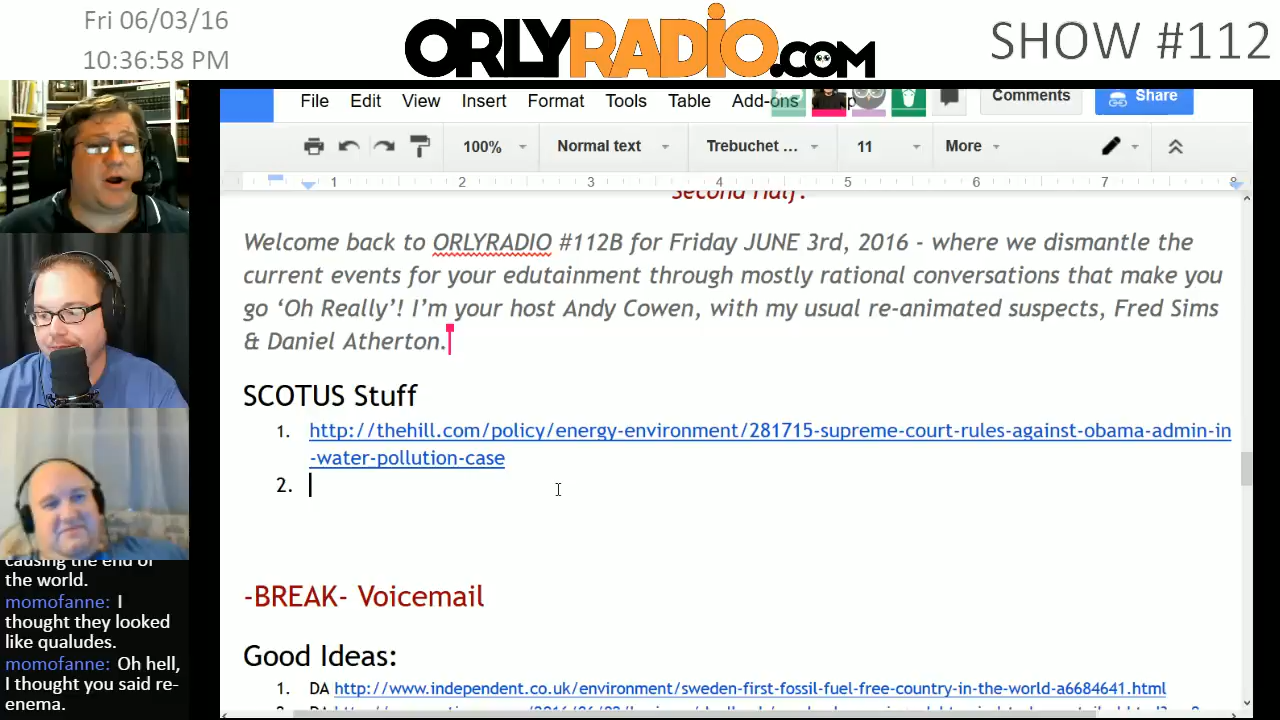 Fri 06/03/16
10:36:58 PM
ORLYRADIO.COM
SHOW #112
File Edit View Insert Format Tools Table Add-ons
Comments
Share
100% Normal text Trebuchet ... 11 More
1 2 3 4 5 6 7 8
Second Half:
Welcome back to ORLYRADIO #112B for Friday JUNE 3rd, 2016 - where we dismantle the
current events for your edutainment through mostly rational conversations that make you
go ‘Oh Really’! I’m your host Andy Cowen, with my usual re-animated suspects, Fred Sims
& Daniel Atherton.
SCOTUS Stuff
1. http://thehill.com/policy/energy-environment/281715-supreme-court-rules-against-obama-admin-in
-water-pollution-case
2.
-BREAK- Voicemail
Good Ideas:
1. DA http://www.independent.co.uk/environment/sweden-first-fossil-fuel-free-country-in-the-world-a6684641.html
causing the end of
the world.
momofanne: I
thought they looked
like qualudes.
momofanne: Oh hell,
I thought you said re-
enema.